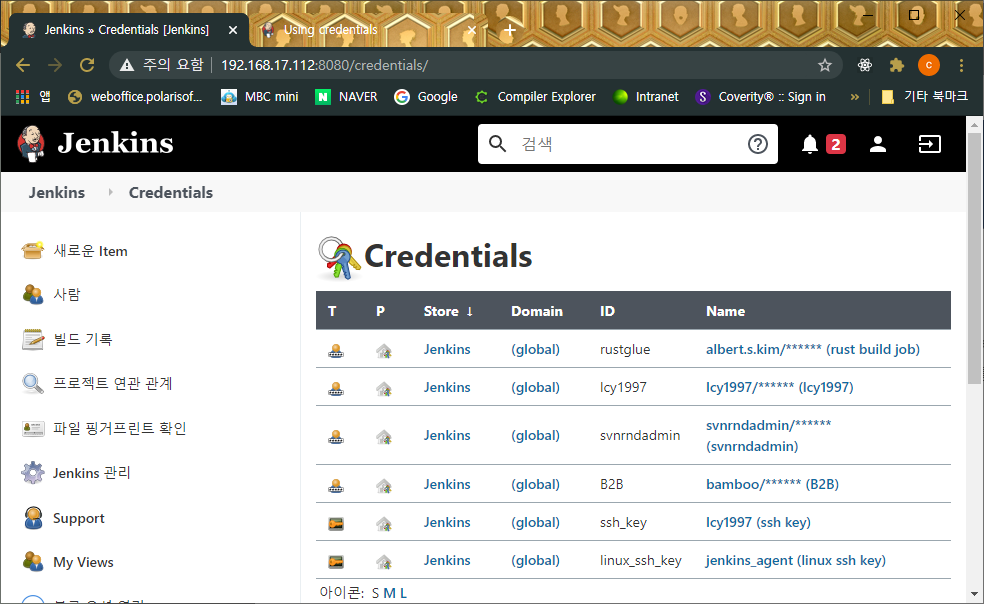 Jenkins » Credentials [Jenkins]
Using credentials
주의 요함
192.168.17.112:8080/credentials/
C
앱
weboffice.polarisof...
MBC mini
N
NAVER
Google
Compiler Explorer
Intranet
S
Coverity® :: Sign in
»
기타 북마크
Jenkins
검색
2
Jenkins
Credentials
새로운 Item
사람
빌드 기록
프로젝트 연관 관계
파일 핑거프린트 확인
Jenkins 관리
Support
My Views
Credentials
T P Store ↓ Domain ID Name
Jenkins (global) rustglue albert.s.kim/****** (rust build job)
Jenkins (global) lcy1997 lcy1997/****** (lcy1997)
Jenkins (global) svnrndadmin svnrndadmin/******
(svnrndadmin)
Jenkins (global) B2B bamboo/****** (B2B)
Jenkins (global) ssh_key lcy1997 (ssh key)
Jenkins (global) linux_ssh_key jenkins_agent (linux ssh key)
아이콘: S M L